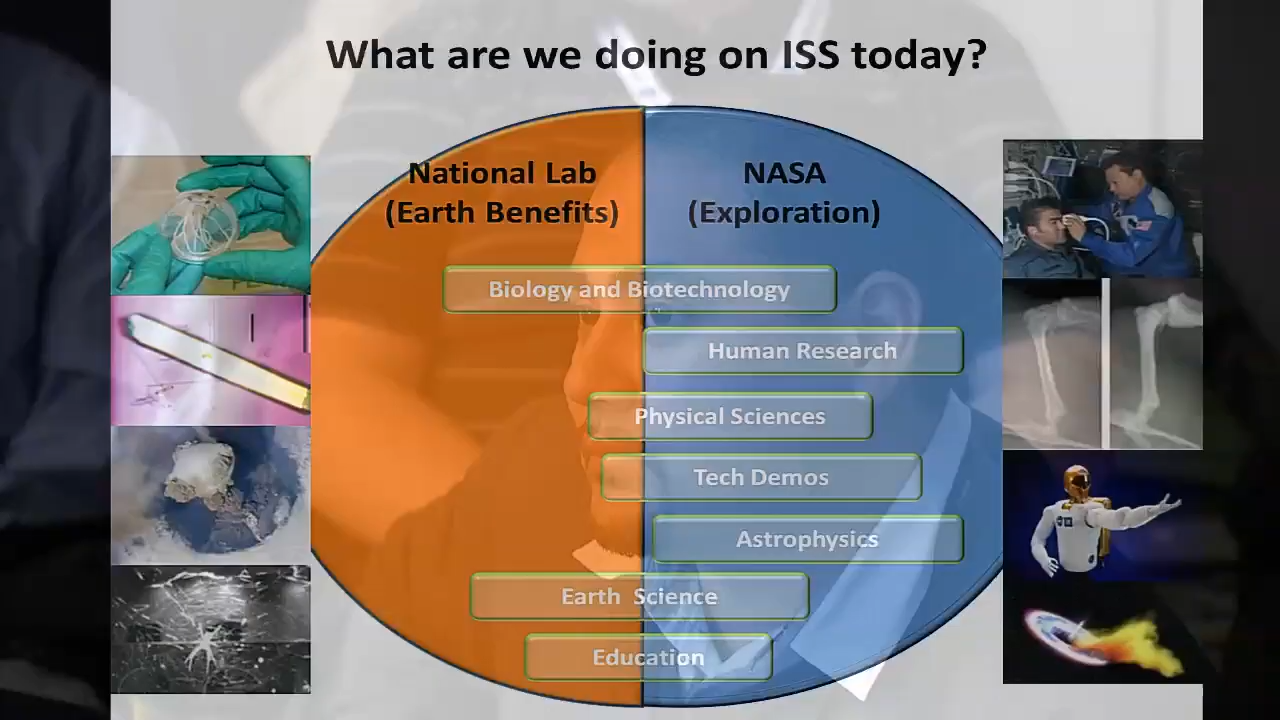 What are we doing on ISS today?
National Lab
(Earth Benefits)
NASA
(Exploration)
Biology and Biotechnology
Human Research
Physical Sciences
Tech Demos
Astrophysics
Earth Science
Education